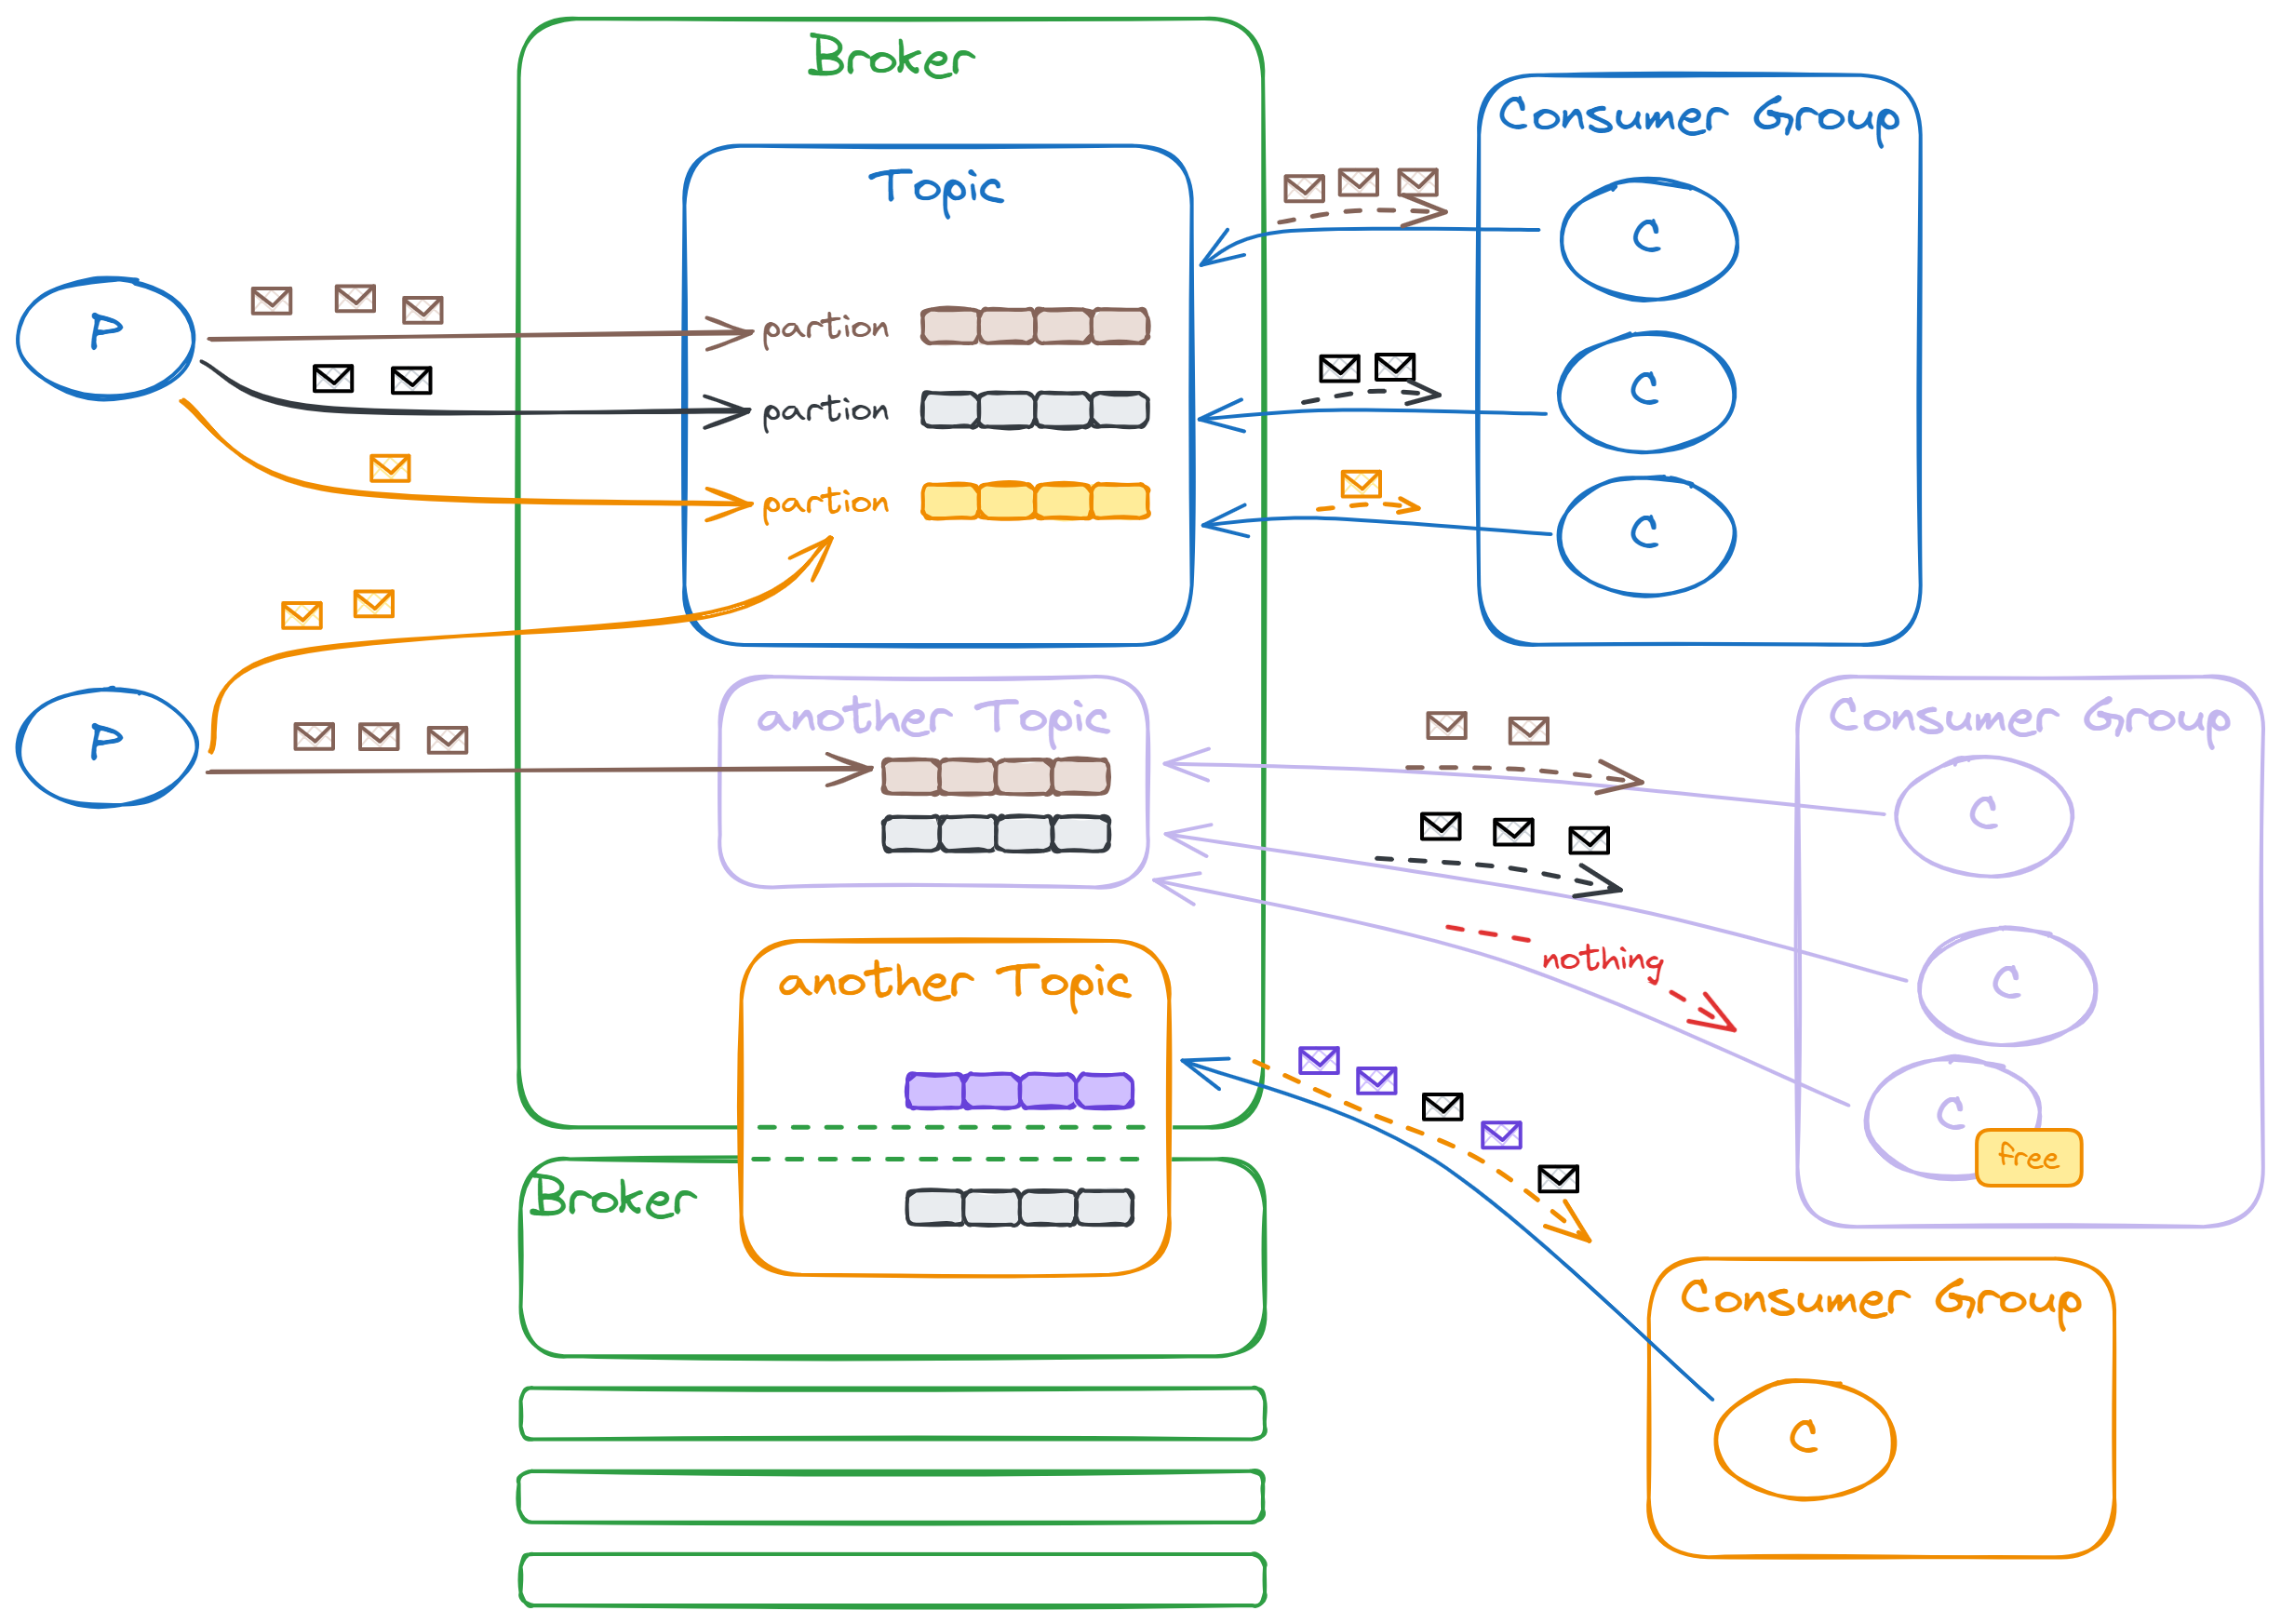 Broker
Consumer Group
Topic
C
P
partion
C
partion
partion
C
another Topic
Consumer Group
P
C
nothing
another Topic
C
C
free
Broker
Consumer Group
C